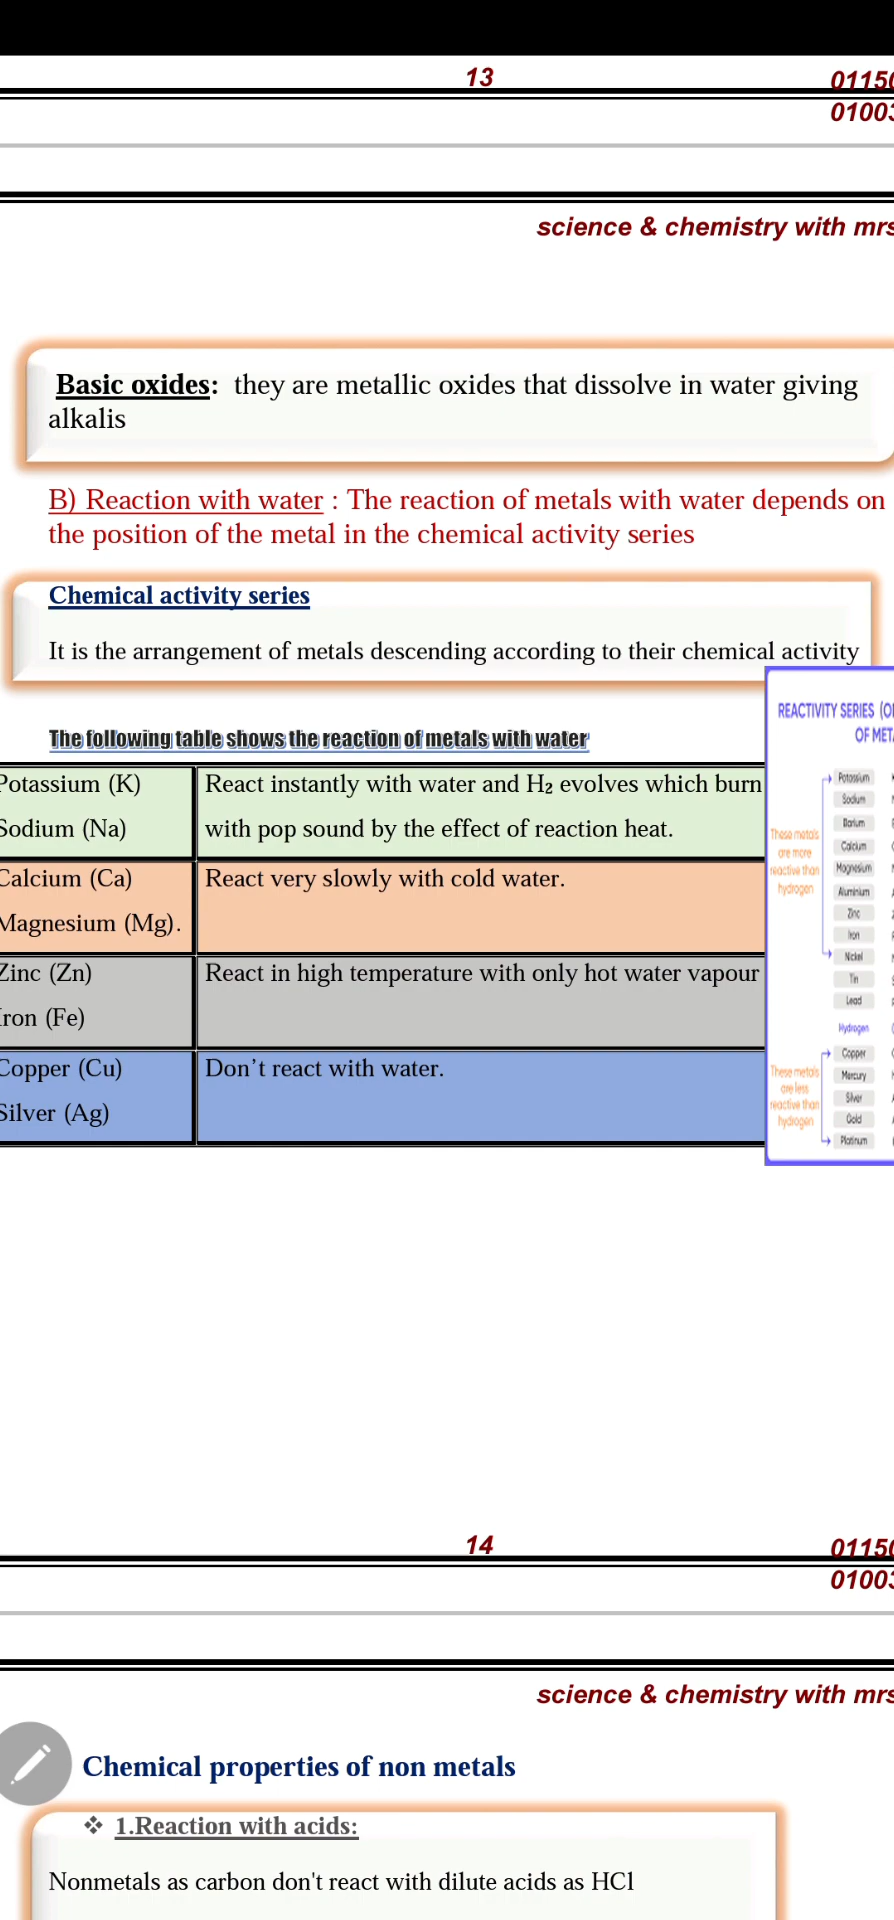 13
0115
0100
science & chemistry with mrs
Basic oxides: they are metallic oxides that dissolve in water giving
alkalis
B) Reaction with water : The reaction of metals with water depends on
the position of the metal in the chemical activity series
Chemical activity series
It is the arrangement of metals descending according to their chemical activity
The following table shows the reaction of metals with water
Potassium (K)
Sodium (Na)
React instantly with water and H₂ evolves which burn
with pop sound by the effect of reaction heat.
Calcium (Ca)
Magnesium (Mg).
React very slowly with cold water.
Zinc (Zn)
Iron (Fe)
React in high temperature with only hot water vapour
Copper (Cu)
Silver (Ag)
Don't react with water.
REACTIVITY SERIES
OF
These metals
are more
reactive than
hydrogen
Potassium
Sodium
Barium
Calcium
Magnesium
Aluminium
Zinc
Iron
Nickel
Tin
Lead
Hydrogen
These metals
are less
reactive than
hydrogen
Copper
Mercury
Silver
Gold
Platinum
14
0115
0100
science & chemistry with mrs
Chemical properties of non metals
❖ 1.Reaction with acids:
Nonmetals as carbon don't react with dilute acids as HCl